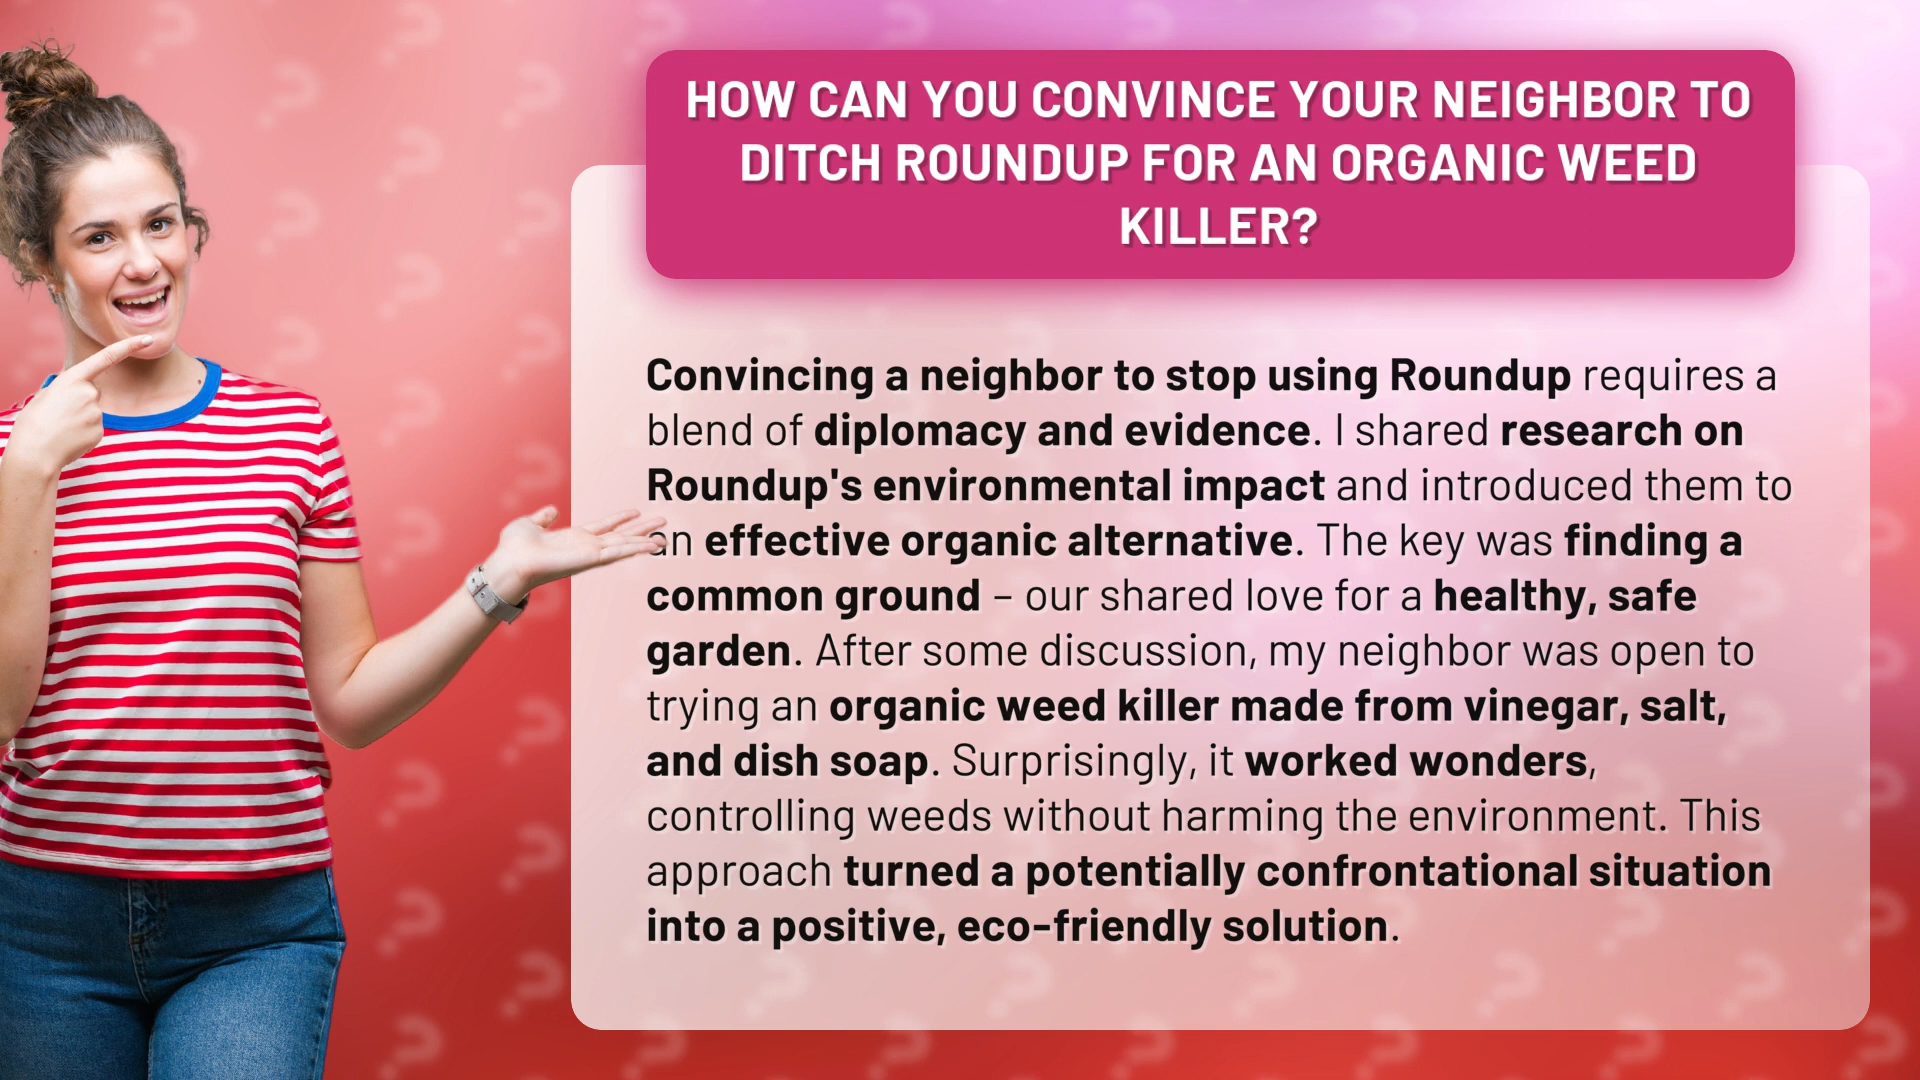 HOW CAN YOU CONVINCE YOUR NEIGHBOR TO
DITCH ROUNDUP FOR AN ORGANIC WEED
KILLER?
Convincing a neighbor to stop using Roundup requires a
blend of diplomacy and evidence. I shared research on
Roundup's environmental impact and introduced them to
an effective organic alternative. The key was finding a
common ground – our shared love for a healthy, safe
garden. After some discussion, my neighbor was open to
trying an organic weed killer made from vinegar, salt,
and dish soap. Surprisingly, it worked wonders,
controlling weeds without harming the environment. This
approach turned a potentially confrontational situation
into a positive, eco-friendly solution.